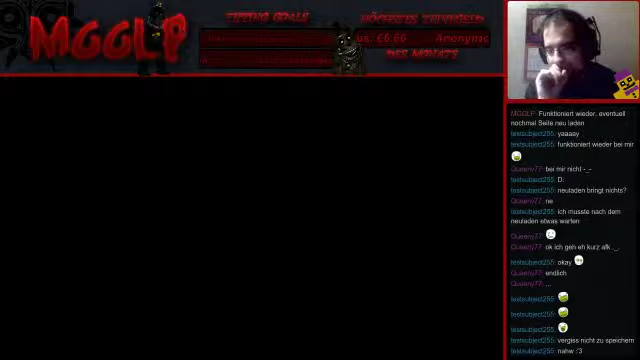 MGGLP
TIPPING GOALS
HÖCHSTES TRINKGELD
us. €6.66 Anonymc
DES MONATS
MGGLP: Funktioniert wieder. eventuell
nochmal Seite neu laden
testsubject255: yaaaay
testsubject255: funktioniert wieder bei mir
Queeny77: bei mir nicht -_-
testsubject255: D:
testsubject255: neuladen bringt nichts?
Queeny77: ne
testsubject255: ich musste nach dem
neuladen etwas warten
Queeny77:
Queeny77: ok ich geh eh kurz afk ._.
testsubject255: okay
Queeny77: endlich
Queeny77: ...
testsubject255:
testsubject255:
testsubject255:
testsubject255: vergiss nicht zu speichern
testsubject255: nahw :'3